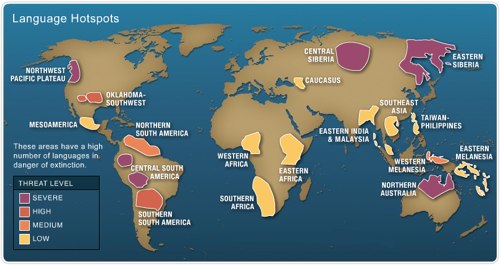 Language Hotspots
NORTHWEST
PACIFIC PLATEAU
OKLAHOMA-
SOUTHWEST
MESOAMERICA
NORTHERN
SOUTH AMERICA
CENTRAL SOUTH
AMERICA
SOUTHERN
SOUTH AMERICA
CENTRAL
SIBERIA
EASTERN
SIBERIA
CAUCASUS
SOUTHEAST
ASIA
TAIWAN-
PHILIPPINES
EASTERN INDIA
& MALAYSIA
WESTERN
AFRICA
EASTERN
AFRICA
SOUTHERN
AFRICA
WESTERN
MELANESIA
EASTERN
MELANESIA
NORTHERN
AUSTRALIA
These areas have a high
number of languages in
danger of extinction.
THREAT LEVEL
SEVERE
HIGH
MEDIUM
LOW